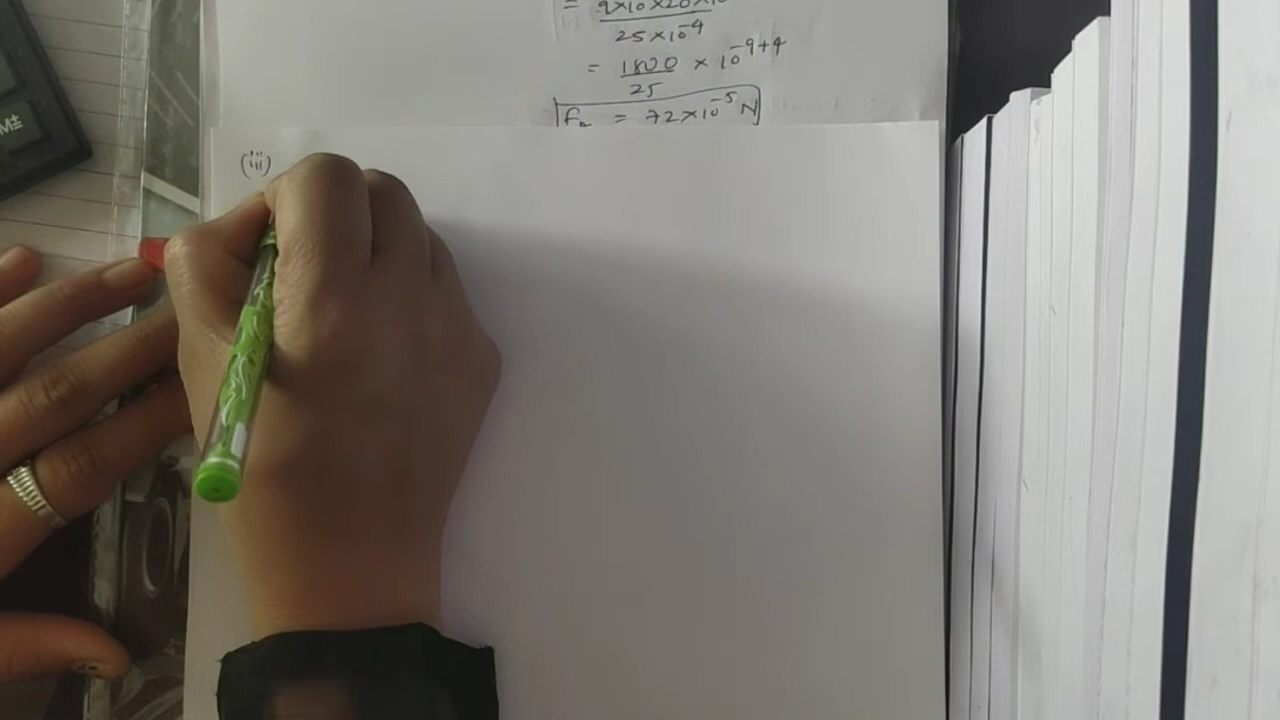 = 9×10×20×10
25×10⁻⁴
= 1800 × 10⁻⁹⁺⁴
25
= 72×10⁻⁵ N
(iii)
M±